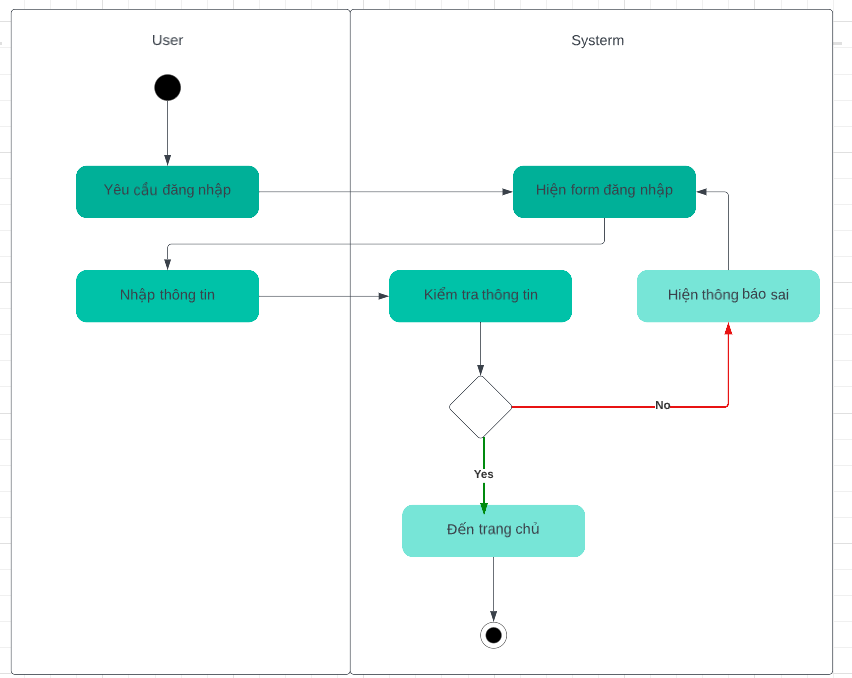 User
Systerm
Yêu cầu đăng nhập
Hiện form đăng nhập
Nhập thông tin
Kiểm tra thông tin
Hiện thông báo sai
No
Yes
Đến trang chủ